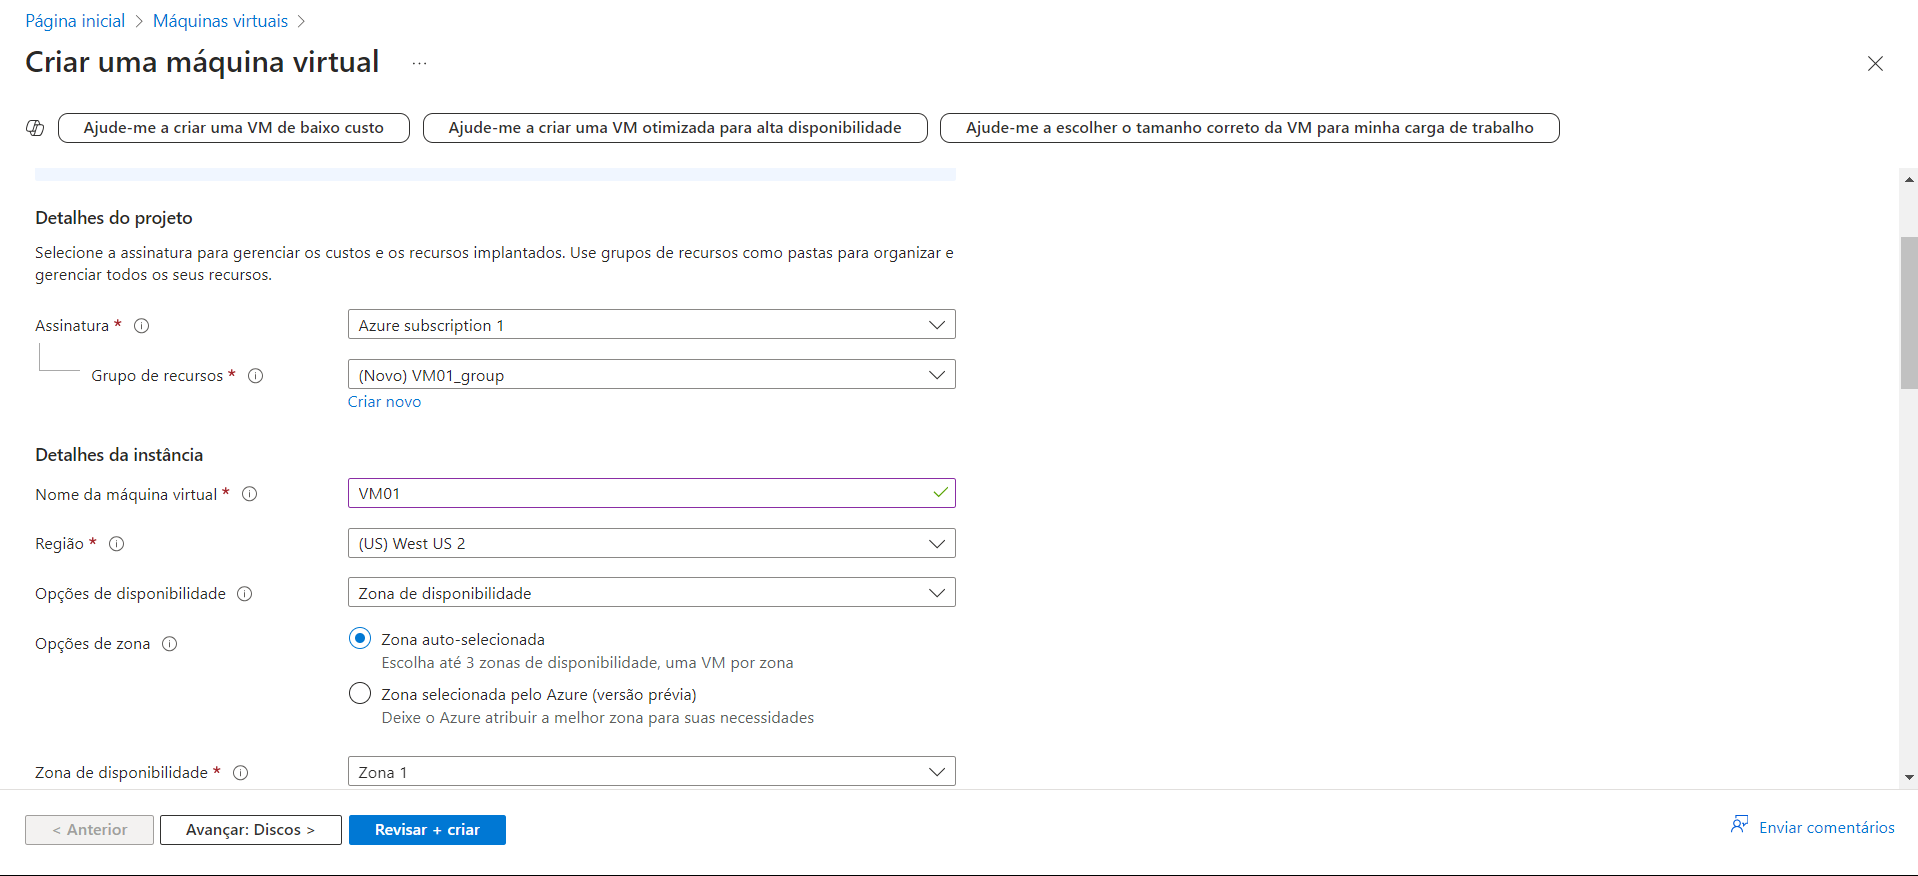 Página inicial > Máquinas virtuais >
Criar uma máquina virtual ...
Ajude-me a criar uma VM de baixo custo
Ajude-me a criar uma VM otimizada para alta disponibilidade
Ajude-me a escolher o tamanho correto da VM para minha carga de trabalho
Detalhes do projeto
Selecione a assinatura para gerenciar os custos e os recursos implantados. Use grupos de recursos como pastas para organizar e
gerenciar todos os seus recursos.
Assinatura *
Azure subscription 1
Grupo de recursos *
(Novo) VM01_group
Criar novo
Detalhes da instância
Nome da máquina virtual *
VM01
Região *
(US) West US 2
Opções de disponibilidade
Zona de disponibilidade
Opções de zona
Zona auto-selecionada
Escolha até 3 zonas de disponibilidade, uma VM por zona
Zona selecionada pelo Azure (versão prévia)
Deixe o Azure atribuir a melhor zona para suas necessidades
Zona de disponibilidade *
Zona 1
< Anterior
Avançar: Discos >
Revisar + criar
Enviar comentários